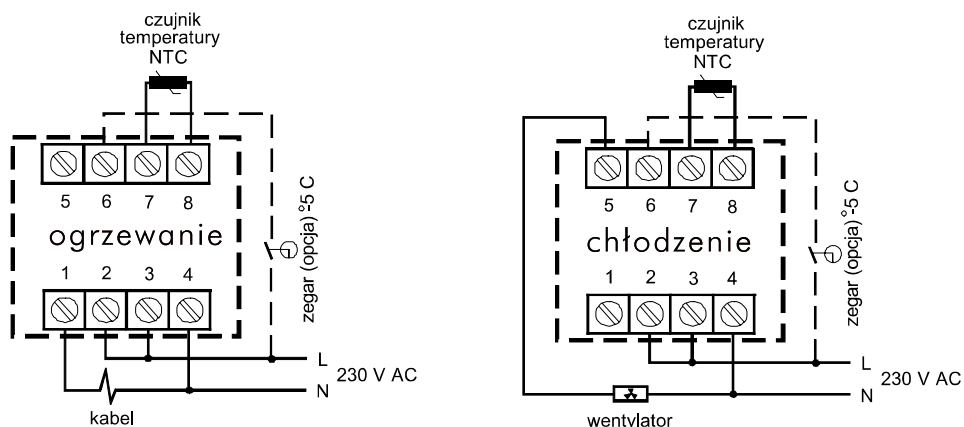 czujnik
temperatury
NTC
5 6 7 8
ogrzewanie
1 2 3 4
zegar (opcja) °-5 C
L
N
230 V AC
kabel
czujnik
temperatury
NTC
5 6 7 8
chłodzenie
1 2 3 4
zegar (opcja) °-5 C
L
N
230 V AC
wentvlator